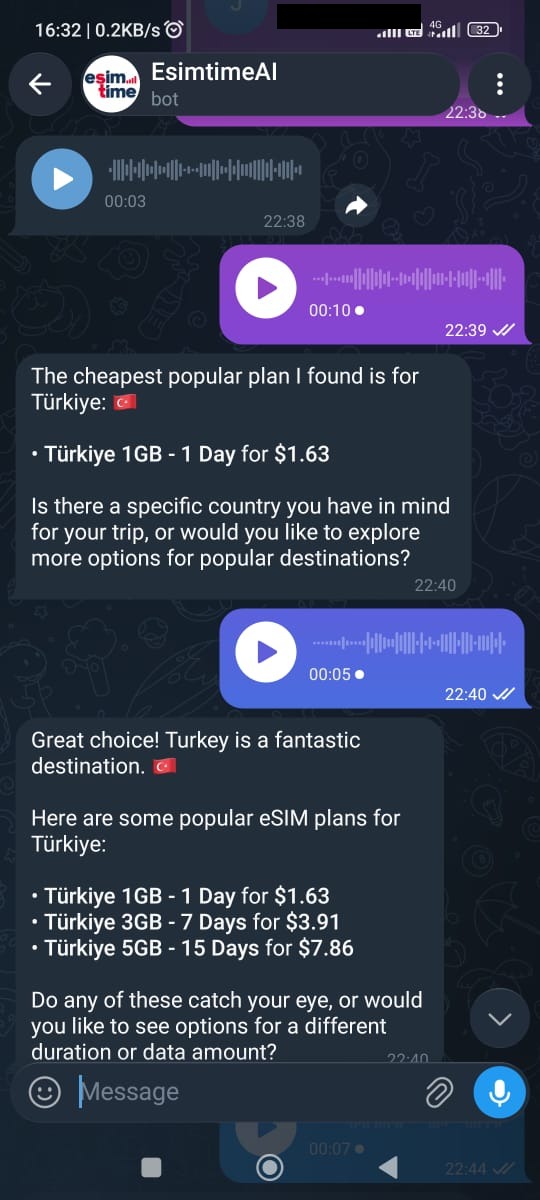 16:32 | 0.2KB/s
4G
32
esim
time
EsimtimeAI
bot
22:38
00:03
22:38
00:10
22:39
The cheapest popular plan I found is for
Türkiye: 🇹🇷
• Türkiye 1GB - 1 Day for $1.63
Is there a specific country you have in mind
for your trip, or would you like to explore
more options for popular destinations?
22:40
00:05
22:40
Great choice! Turkey is a fantastic
destination. 🇹🇷
Here are some popular eSIM plans for
Türkiye:
• Türkiye 1GB - 1 Day for $1.63
• Türkiye 3GB - 7 Days for $3.91
• Türkiye 5GB - 15 Days for $7.86
Do any of these catch your eye, or would
you like to see options for a different
duration or data amount?
22:40
Message
00:07
22:44